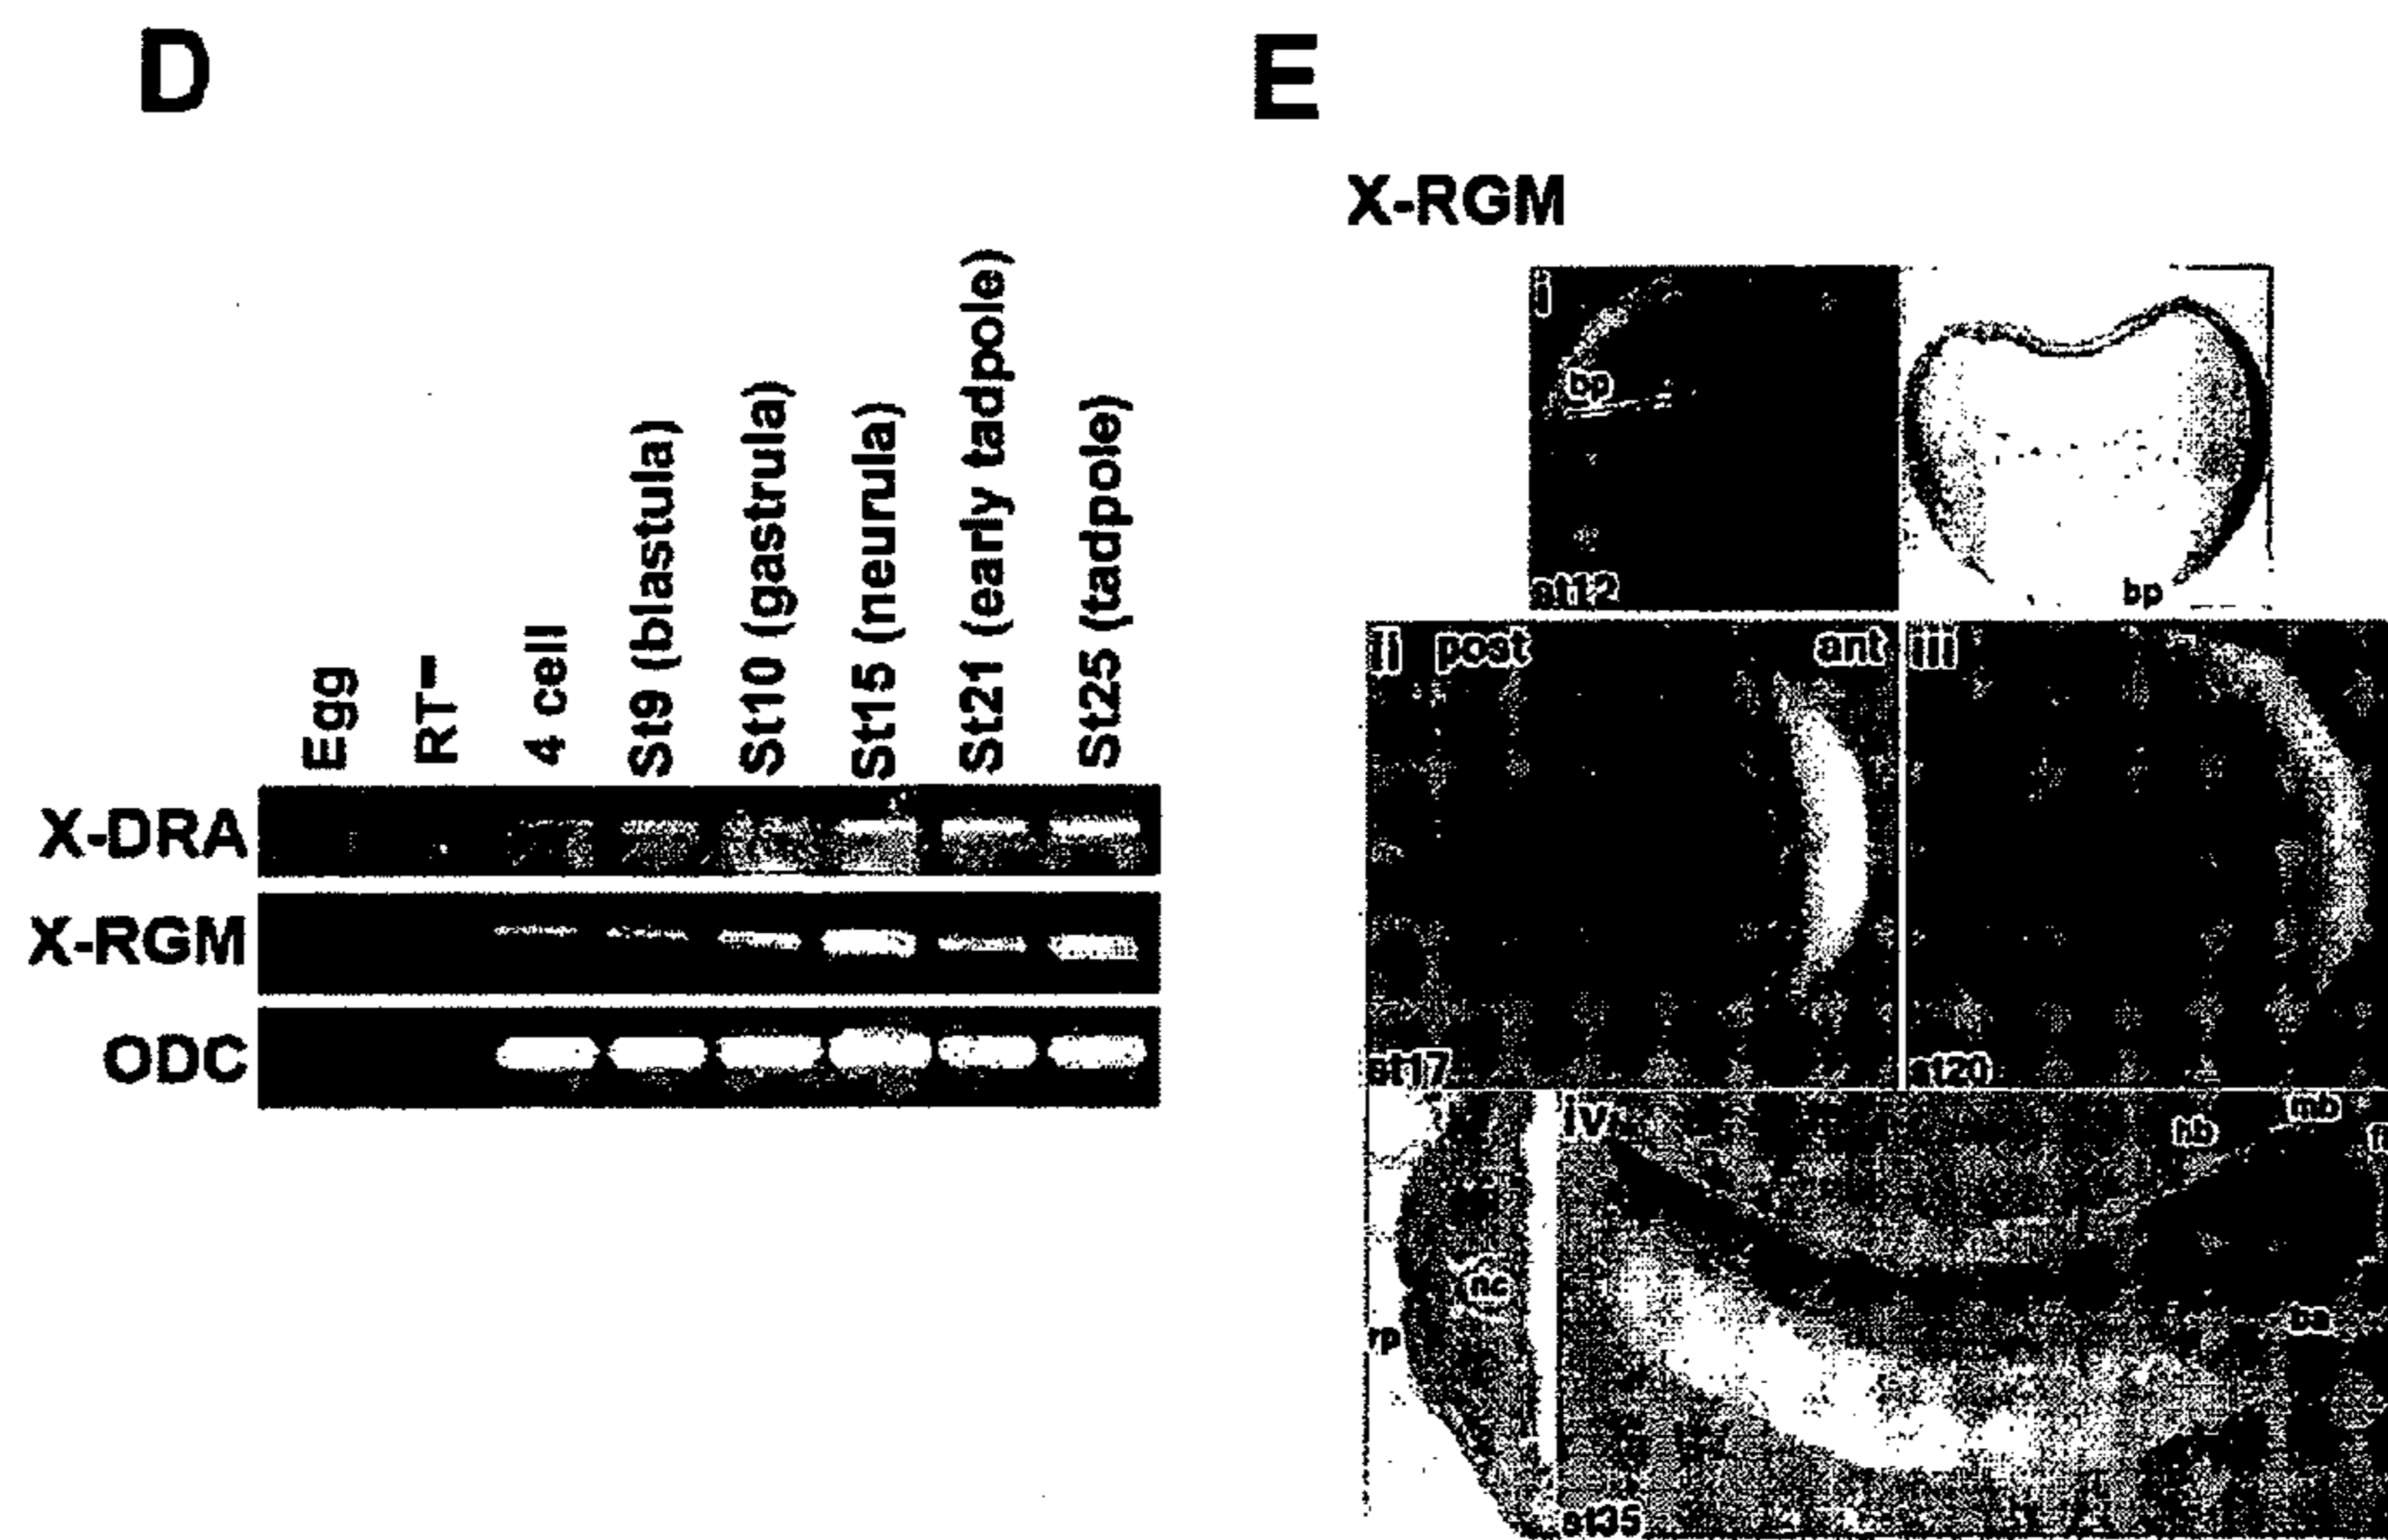 D
E
X-RGM
Egg
RT-
4 cell
St9 (blastula)
St10 (gastrula)
St15 (neurula)
St21 (early tadpole)
St25 (tadpole)
X-DRA
X-RGM
ODC
i
bp
st12
bp
ii post ant
st17
iii
st20
nc
rp
iv
hb
mb
ba
st35